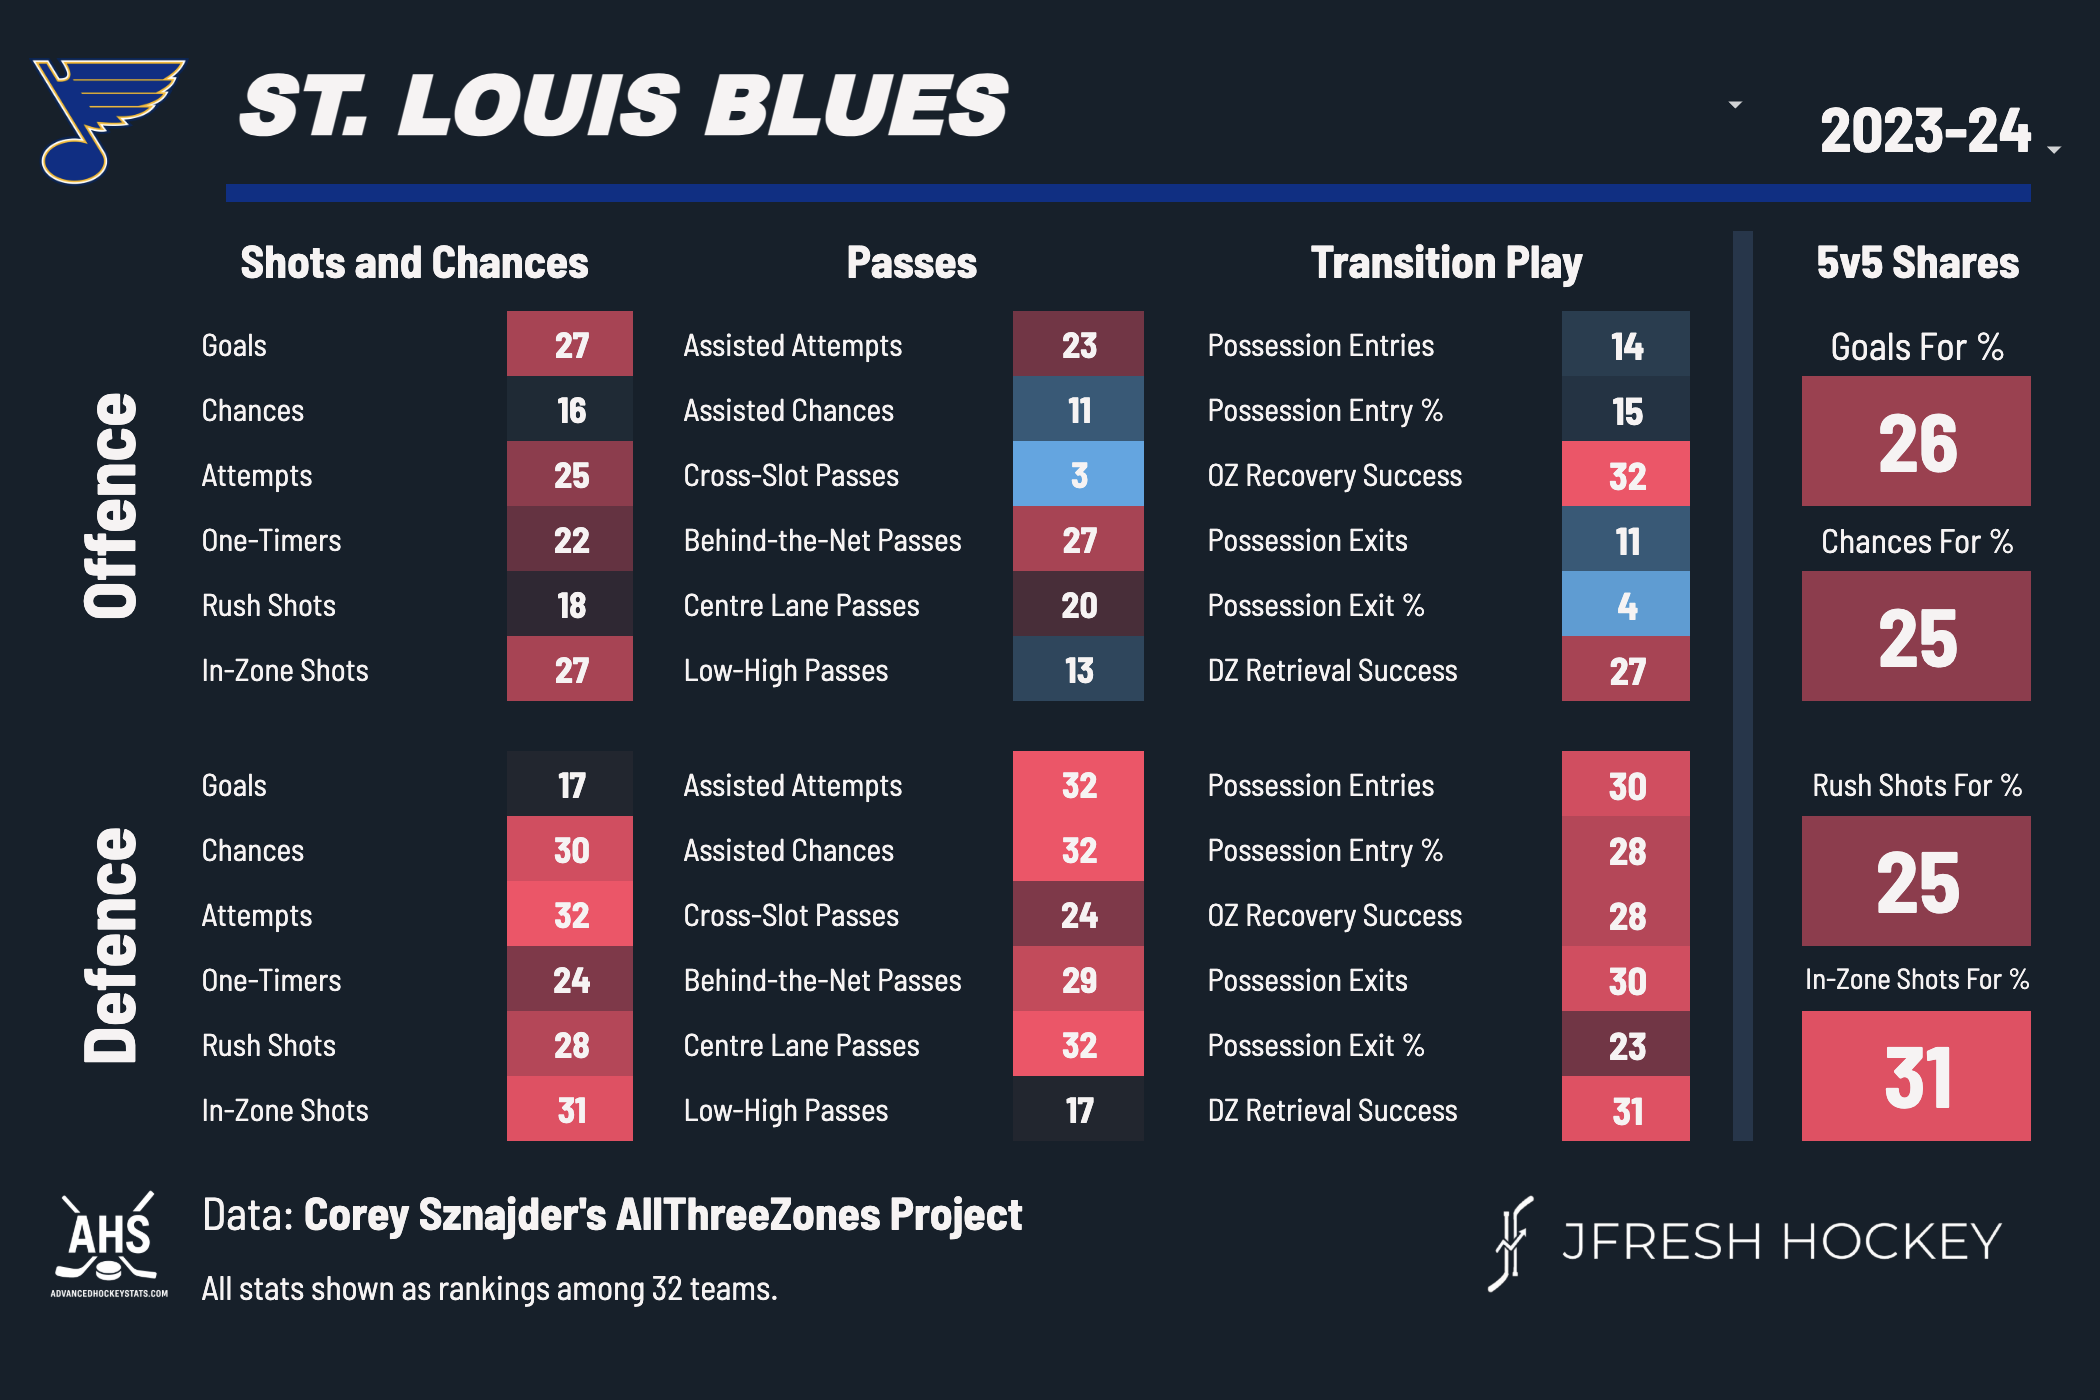 ST. LOUIS BLUES
2023-24
Shots and Chances Passes Transition Play 5v5 Shares
Offence
Goals 27 Assisted Attempts 23 Possession Entries 14 Goals For %
Chances 16 Assisted Chances 11 Possession Entry % 15 26
Attempts 25 Cross-Slot Passes 3 OZ Recovery Success 32
One-Timers 22 Behind-the-Net Passes 27 Possession Exits 11 Chances For %
Rush Shots 18 Centre Lane Passes 20 Possession Exit % 4 25
In-Zone Shots 27 Low-High Passes 13 DZ Retrieval Success 27
Defence
Goals 17 Assisted Attempts 32 Possession Entries 30 Rush Shots For %
Chances 30 Assisted Chances 32 Possession Entry % 28 25
Attempts 32 Cross-Slot Passes 24 OZ Recovery Success 28
One-Timers 24 Behind-the-Net Passes 29 Possession Exits 30 In-Zone Shots For %
Rush Shots 28 Centre Lane Passes 32 Possession Exit % 23 31
In-Zone Shots 31 Low-High Passes 17 DZ Retrieval Success 31
AHS
ADVANCEDHOCKEYSTATS.COM
Data: Corey Sznajder's AllThreeZones Project
All stats shown as rankings among 32 teams.
JFRESH HOCKEY